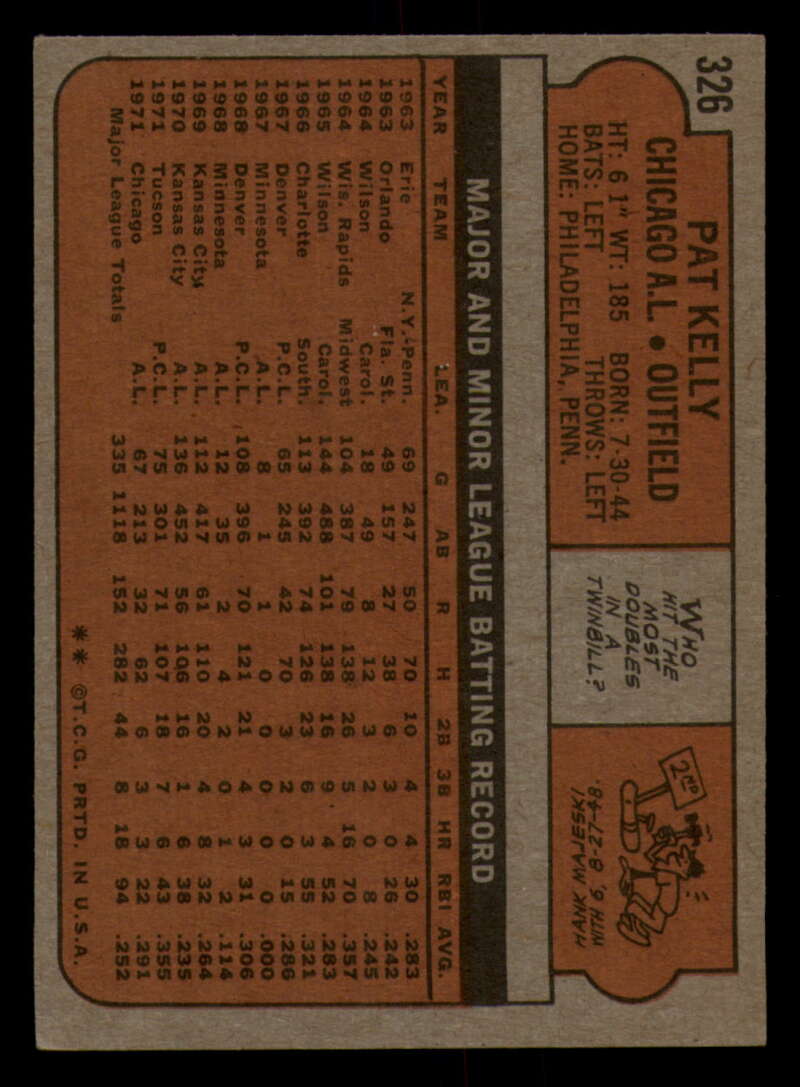 326
PAT KELLY
CHICAGO A.L. • OUTFIELD
HT: 6 1" WT: 185 BORN: 7-30-44
BATS: LEFT THROWS: LEFT
HOME: PHILADELPHIA, PENN.
WHO
HIT THE
MOST
DOUBLES
IN A
TWINBILL?
2ND
HANK MAJESKI
WITH 6, 8-27-48.
MAJOR AND MINOR LEAGUE BATTING RECORD
YEAR TEAM LEA. G AB R H 2B 3B HR RBI AVG.
1963 Erie N.Y.-Penn. 69 247 50 70 10 4 4 30 .283
1963 Orlando Fla. St. 49 157 27 38 6 3 0 26 .242
1964 Wilson Carol. 18 49 8 12 3 2 0 8 .245
1964 Wis. Rapids Midwest 104 387 79 138 26 5 16 70 .357
1965 Wilson Carol. 144 488 101 138 16 9 4 52 .283
1966 Charlotte South. 113 392 74 126 23 6 3 55 .321
1967 Denver P.C.L. 65 245 42 70 3 2 0 15 .286
1967 Minnesota A.L. 8 1 1 0 0 0 0 0 .000
1968 Denver P.C.L. 108 396 70 121 21 4 3 31 .306
1968 Minnesota A.L. 12 35 2 4 2 0 1 2 .114
1969 Kansas City A.L. 112 417 61 110 20 4 8 32 .264
1970 Kansas City A.L. 136 452 56 106 16 1 6 38 .235
1971 Tucson P.C.L. 75 301 71 107 18 7 6 43 .355
1971 Chicago A.L. 67 213 32 62 6 3 3 22 .291
Major League Totals 335 1118 152 282 44 8 18 94 .252
** ©T.C.G. PRTD. IN U.S.A.